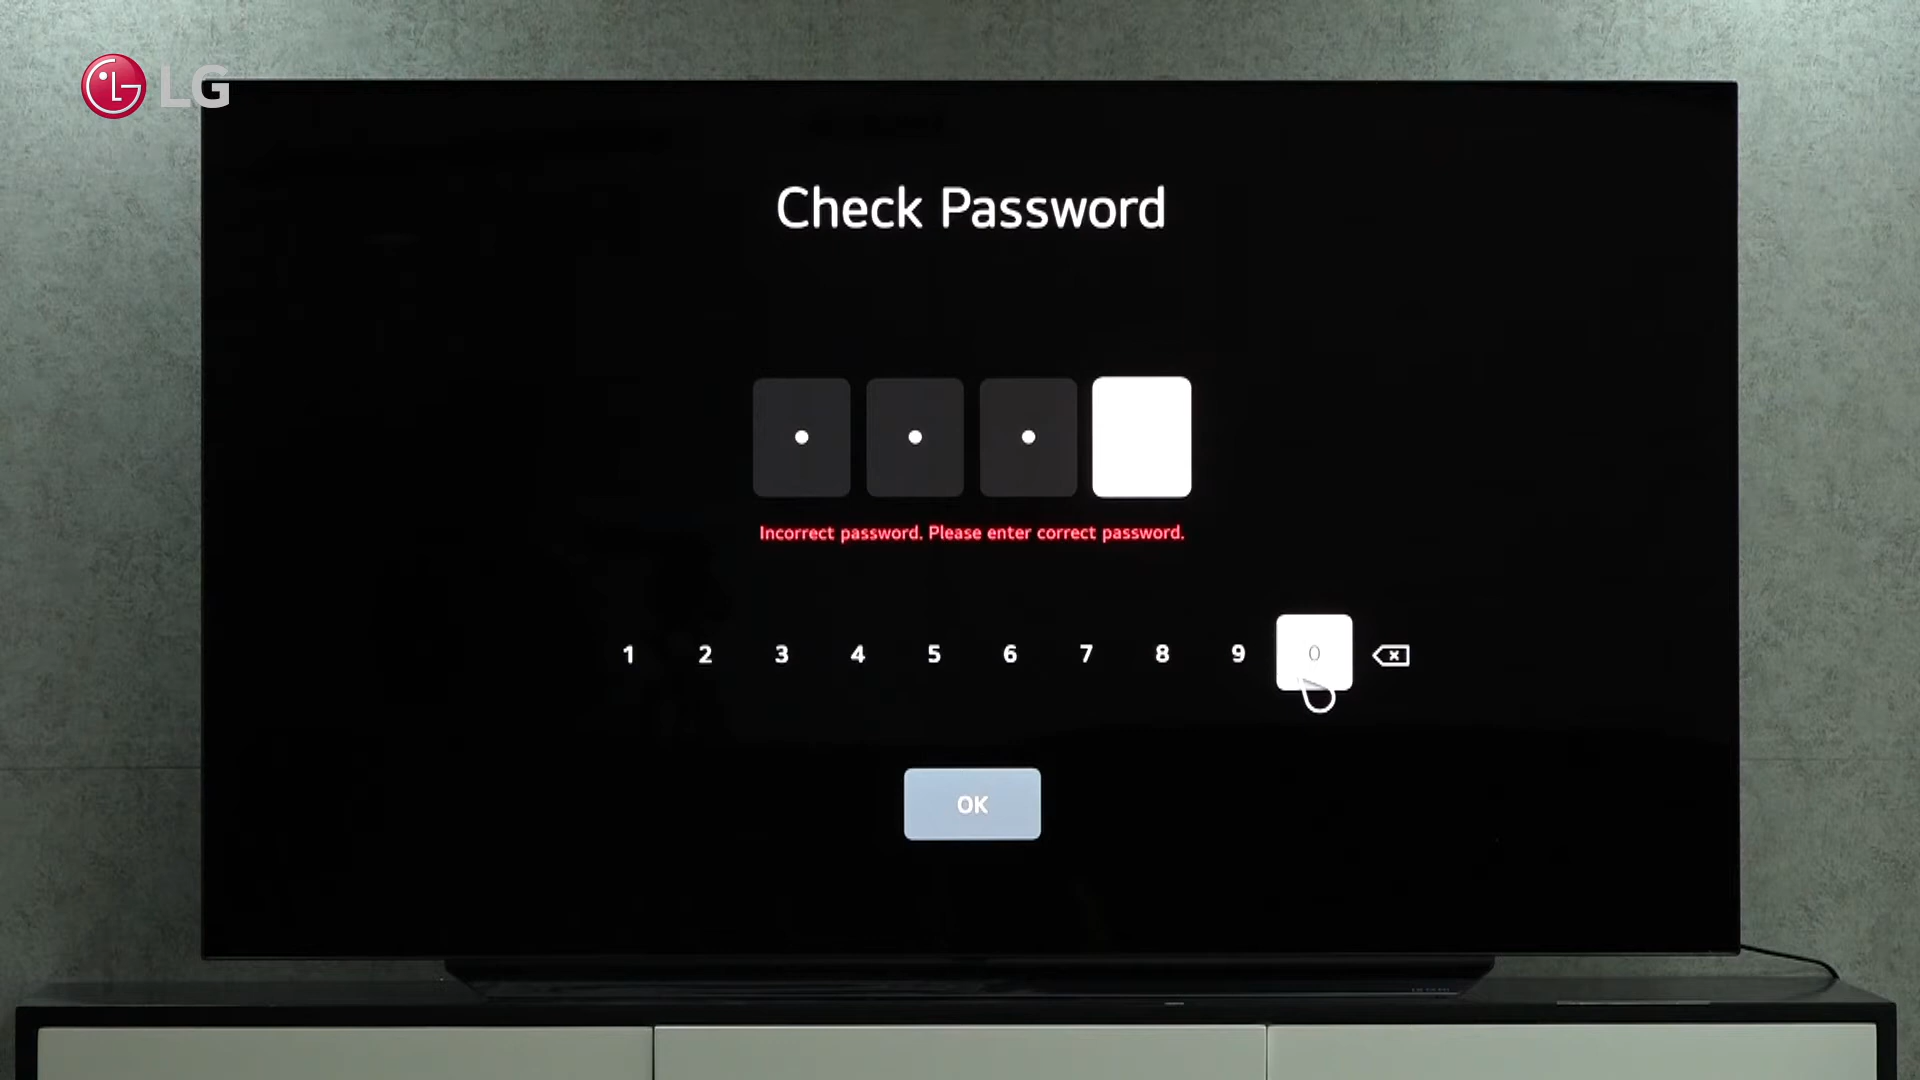 LG
Check Password
Incorrect password. Please enter correct password.
1 2 3 4 5 6 7 8 9 0
OK